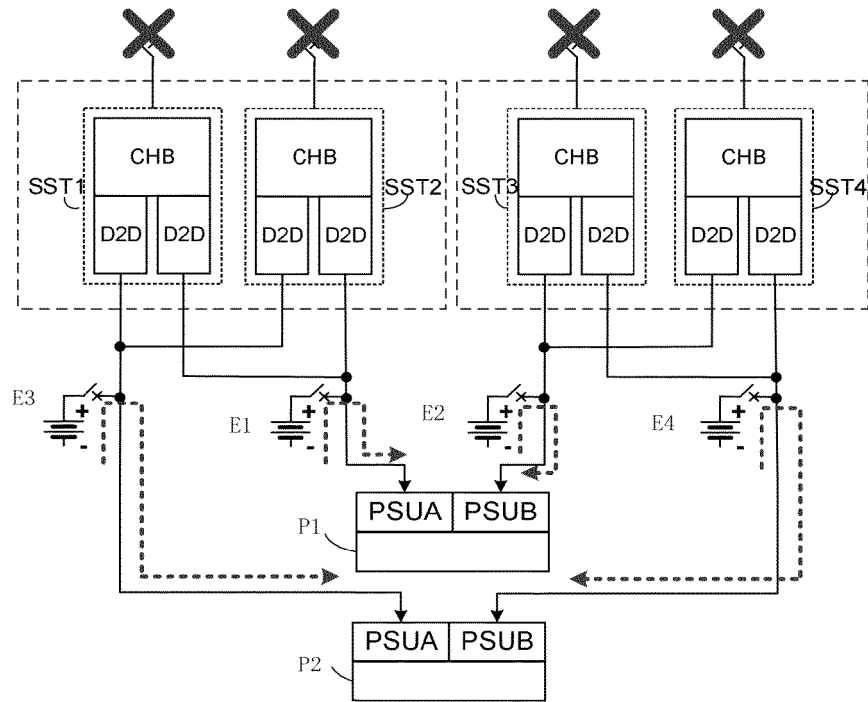 CHB
CHB
CHB
CHB
SST1
SST2
SST3
SST4
D2D
D2D
D2D
D2D
D2D
D2D
D2D
D2D
E3
+
-
E1
+
-
E2
+
-
E4
+
-
PSUA
PSUB
P1
PSUA
PSUB
P2